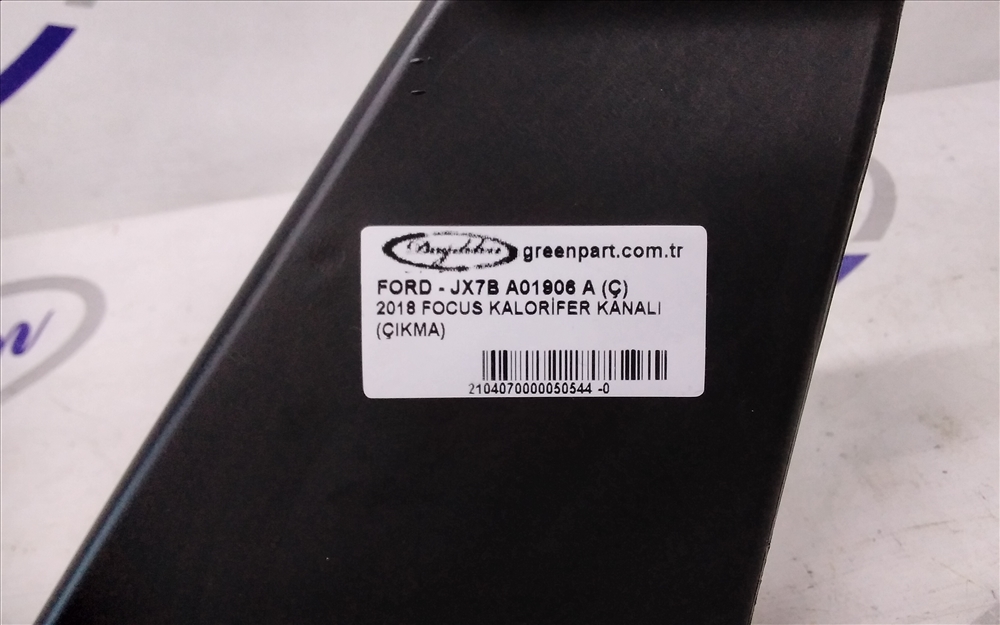 greenpart.com.tr
FORD - JX7B A01906 A (Ç)
2018 FOCUS KALORİFER KANALI
(ÇIKMA)
2104070000050544 -0